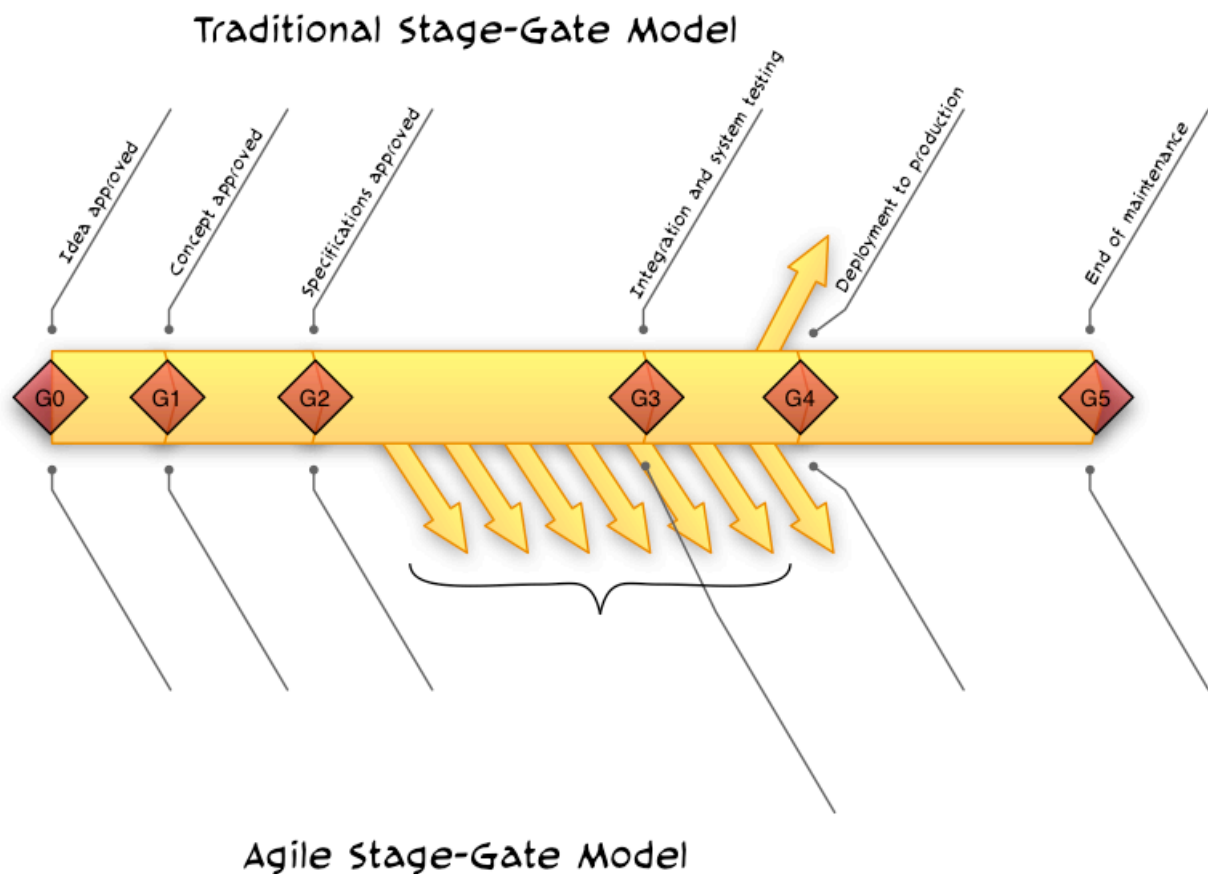 Traditional Stage-Gate Model
Idea approved
Concept approved
Specifications approved
Integration and system testing
Deployment to production
End of maintenance
G0
G1
G2
G3
G4
G5
Agile Stage-Gate Model